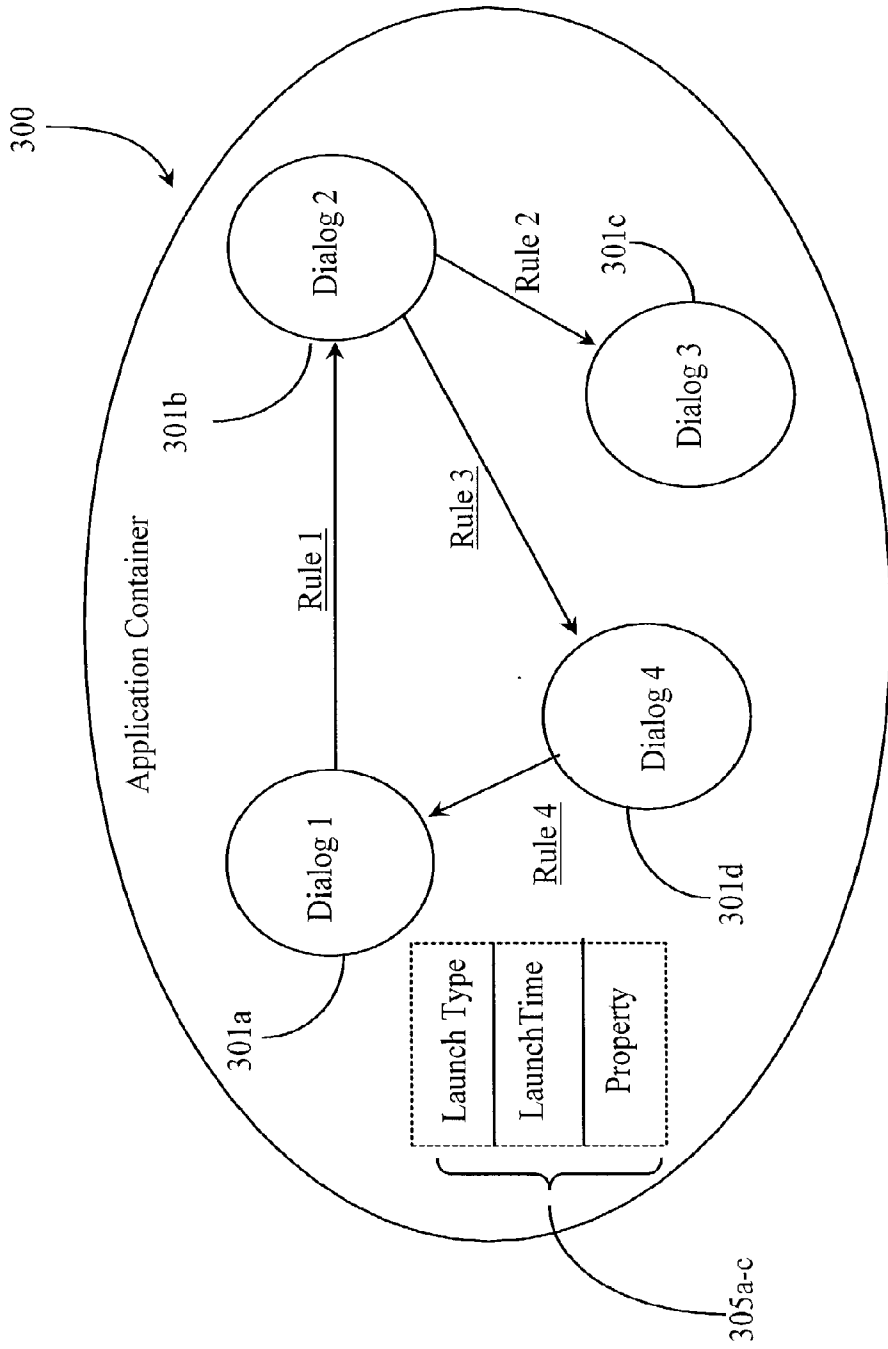 300
Application Container
Dialog 1
Rule 1
Dialog 2
301a
301b
Rule 4
Rule 3
Rule 2
Launch Type
LaunchTime
Property
Dialog 4
Dialog 3
301c
301d
305a-c